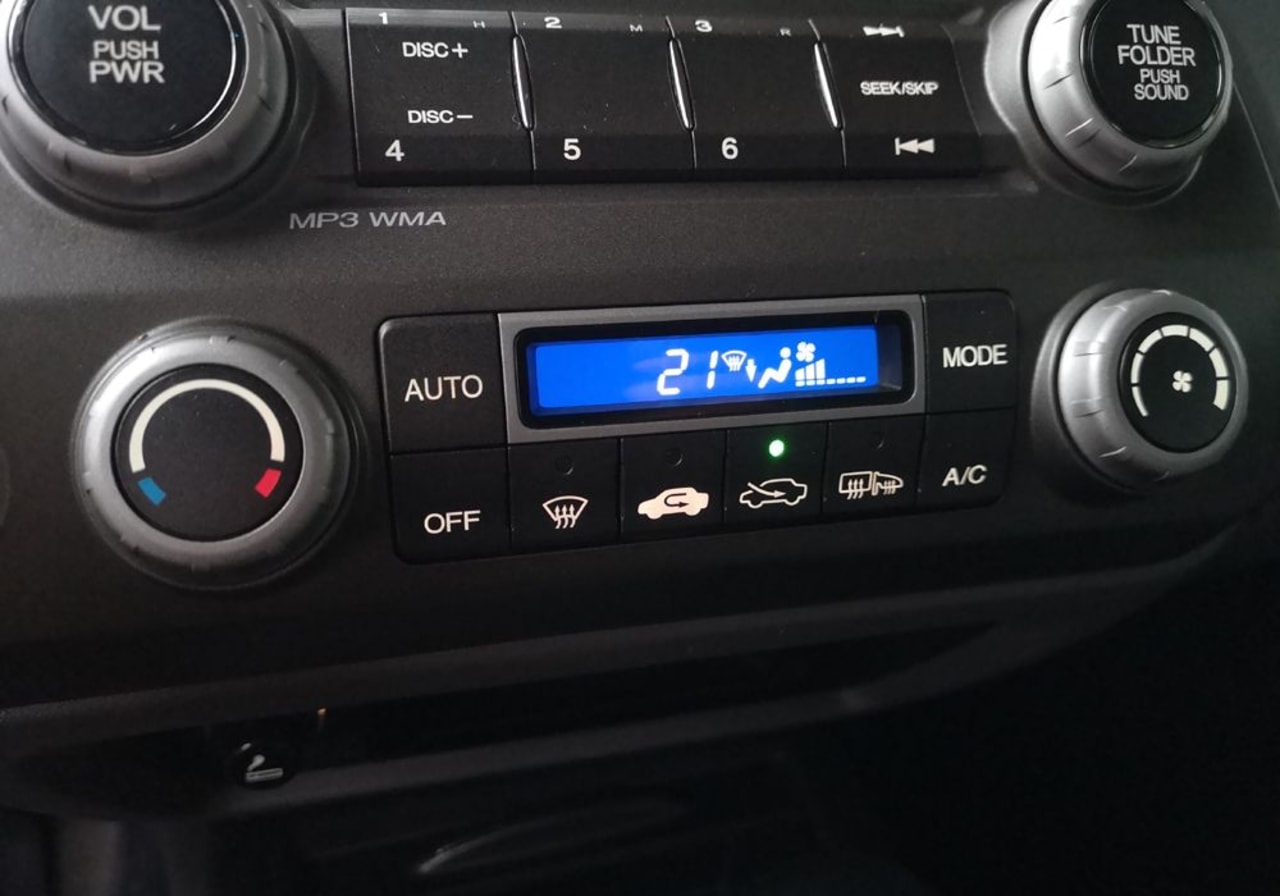 VOL
PUSH
PWR
1 H
2 M
3 R
DISC+
DISC-
4
5
6
SEEK/SKIP
TUNE
FOLDER
PUSH
SOUND
MP3 WMA
AUTO
21
MODE
OFF
A/C